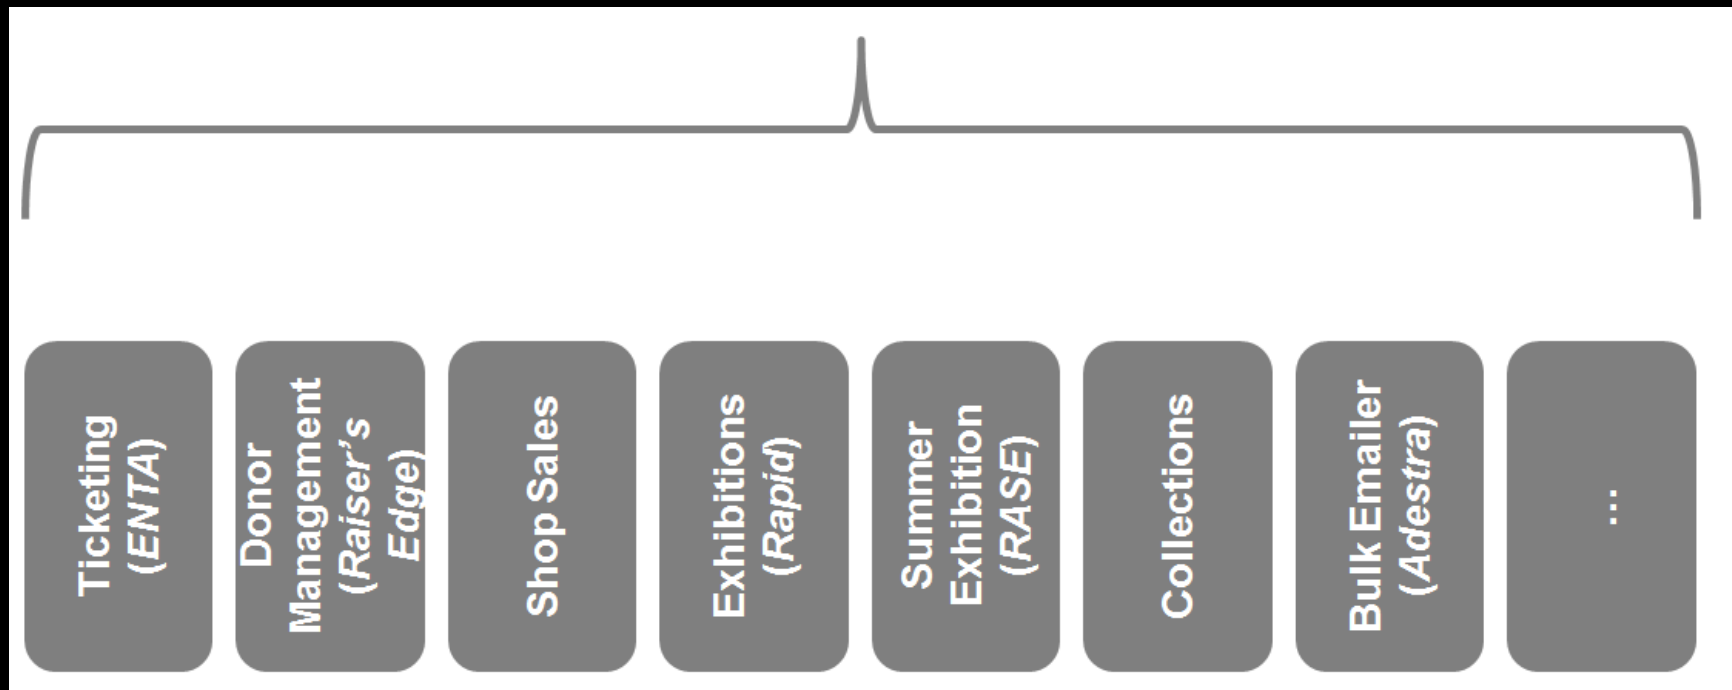 Ticketing
(ENTA)
Donor
Management
(Raiser's
Edge)
Shop Sales
Exhibitions
(Rapid)
Summer
Exhibition
(RASE)
Collections
Bulk Emailer
(Adestra)
...